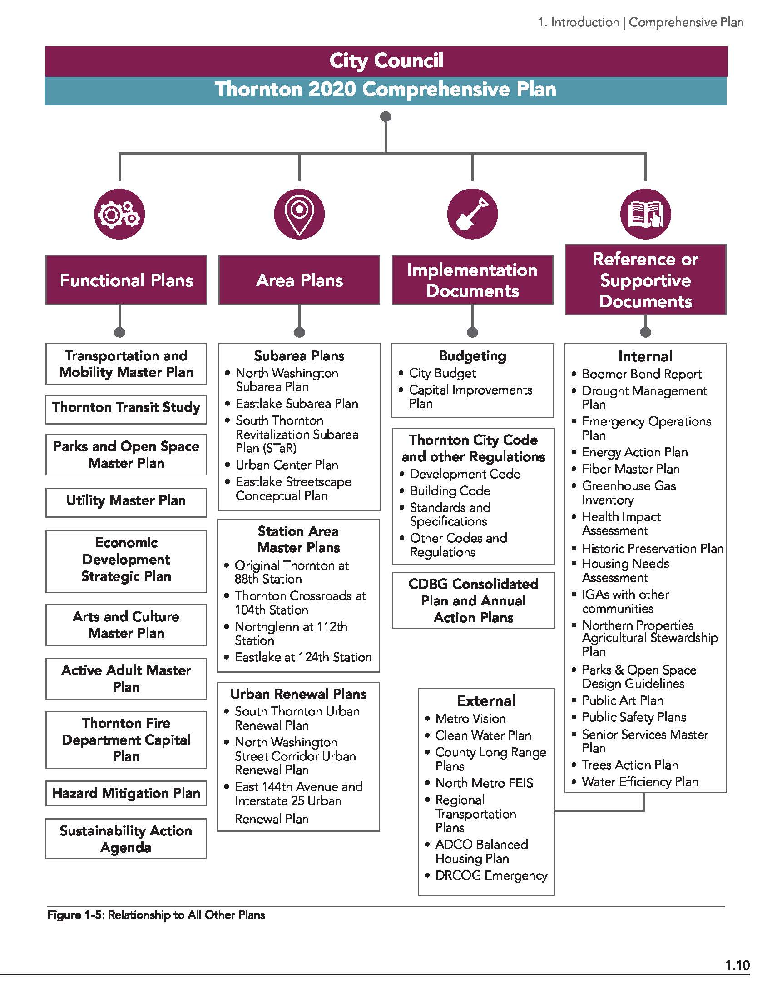 1. Introduction | Comprehensive Plan
City Council
Thornton 2020 Comprehensive Plan
Functional Plans
Transportation and
Mobility Master Plan
Thornton Transit Study
Parks and Open Space
Master Plan
Utility Master Plan
Economic
Development
Strategic Plan
Arts and Culture
Master Plan
Active Adult Master
Plan
Thornton Fire
Department Capital
Plan
Hazard Mitigation Plan
Sustainability Action
Agenda
Area Plans
Subarea Plans
• North Washington
Subarea Plan
• Eastlake Subarea Plan
• South Thornton
Revitalization Subarea
Plan (STaR)
• Urban Center Plan
• Eastlake Streetscape
Conceptual Plan
Station Area
Master Plans
• Original Thornton at
88th Station
• Thornton Crossroads at
104th Station
• Northglenn at 112th
Station
• Eastlake at 124th Station
Urban Renewal Plans
• South Thornton Urban
Renewal Plan
• North Washington
Street Corridor Urban
Renewal Plan
• East 144th Avenue and
Interstate 25 Urban
Renewal Plan
Implementation
Documents
Budgeting
• City Budget
• Capital Improvements
Plan
Thornton City Code
and other Regulations
• Development Code
• Building Code
• Standards and
Specifications
• Other Codes and
Regulations
CDBG Consolidated
Plan and Annual
Action Plans
Reference or
Supportive
Documents
Internal
• Boomer Bond Report
• Drought Management
Plan
• Emergency Operations
Plan
• Energy Action Plan
• Fiber Master Plan
• Greenhouse Gas
Inventory
• Health Impact
Assessment
• Historic Preservation Plan
• Housing Needs
Assessment
• IGAs with other
communities
• Northern Properties
Agricultural Stewardship
Plan
• Parks & Open Space
Design Guidelines
• Public Art Plan
• Public Safety Plans
• Senior Services Master
Plan
• Trees Action Plan
• Water Efficiency Plan
External
• Metro Vision
• Clean Water Plan
• County Long Range
Plans
• North Metro FEIS
• Regional
Transportation
Plans
• ADCO Balanced
Housing Plan
• DRCOG Emergency
Figure 1-5: Relationship to All Other Plans
1.10